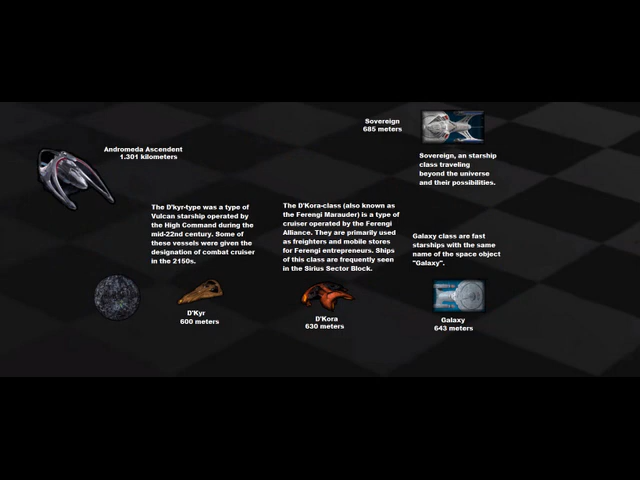 Sovereign
685 meters
Andromeda Ascendent
1.301 kilometers
Sovereign, an starship
class traveling
beyond the universe
and their possibilities.
The D'kyr-type was a type of
Vulcan starship operated by
the High Command during the
mid-22nd century. Some of
these vessels were given the
designation of combat cruiser
in the 2150s.
The D'Kora-class (also known as
the Ferengi Marauder) is a type of
cruiser operated by the Ferengi
Alliance. They are primarily used
as freighters and mobile stores
for Ferengi entrepreneurs. Ships
of this class are frequently seen
in the Sirius Sector Block.
Galaxy class are fast
starships with the same
name of the space object
"Galaxy".
D'Kyr
600 meters
D'Kora
630 meters
Galaxy
643 meters